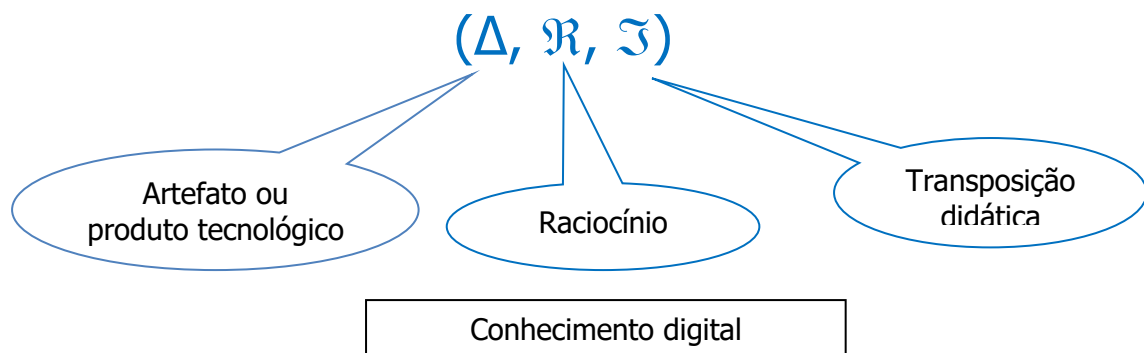 (Δ, ℜ, ℑ)
Artefato ou
produto tecnológico
Raciocínio
Transposição
didática
Conhecimento digital